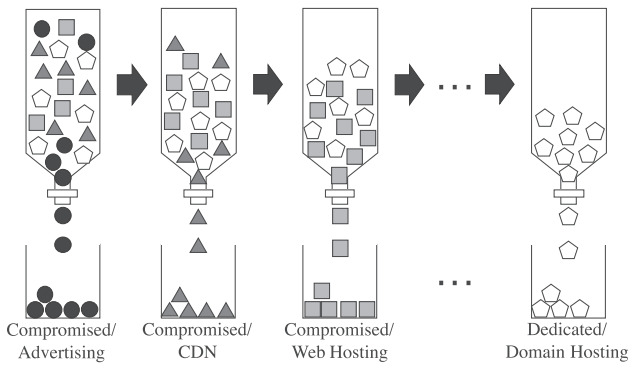 Compromised/
Advertising
Compromised/
CDN
Compromised/
Web Hosting
Dedicated/
Domain Hosting